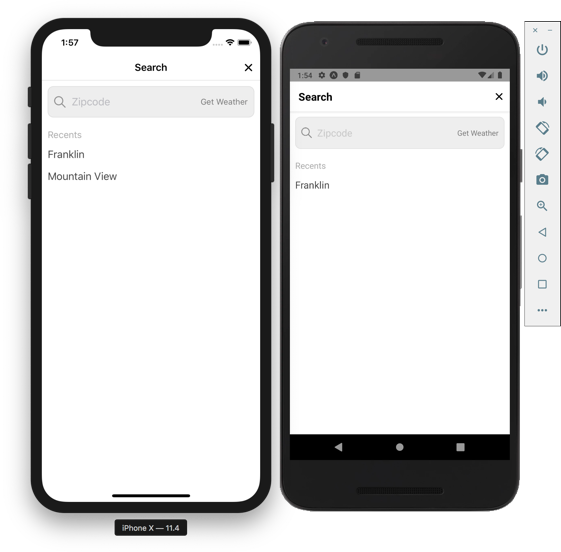 1:57
Search
Zipcode
Get Weather
Recents
Franklin
Mountain View
iPhone X — 11.4
1:54
Search
Zipcode
Get Weather
Recents
Franklin